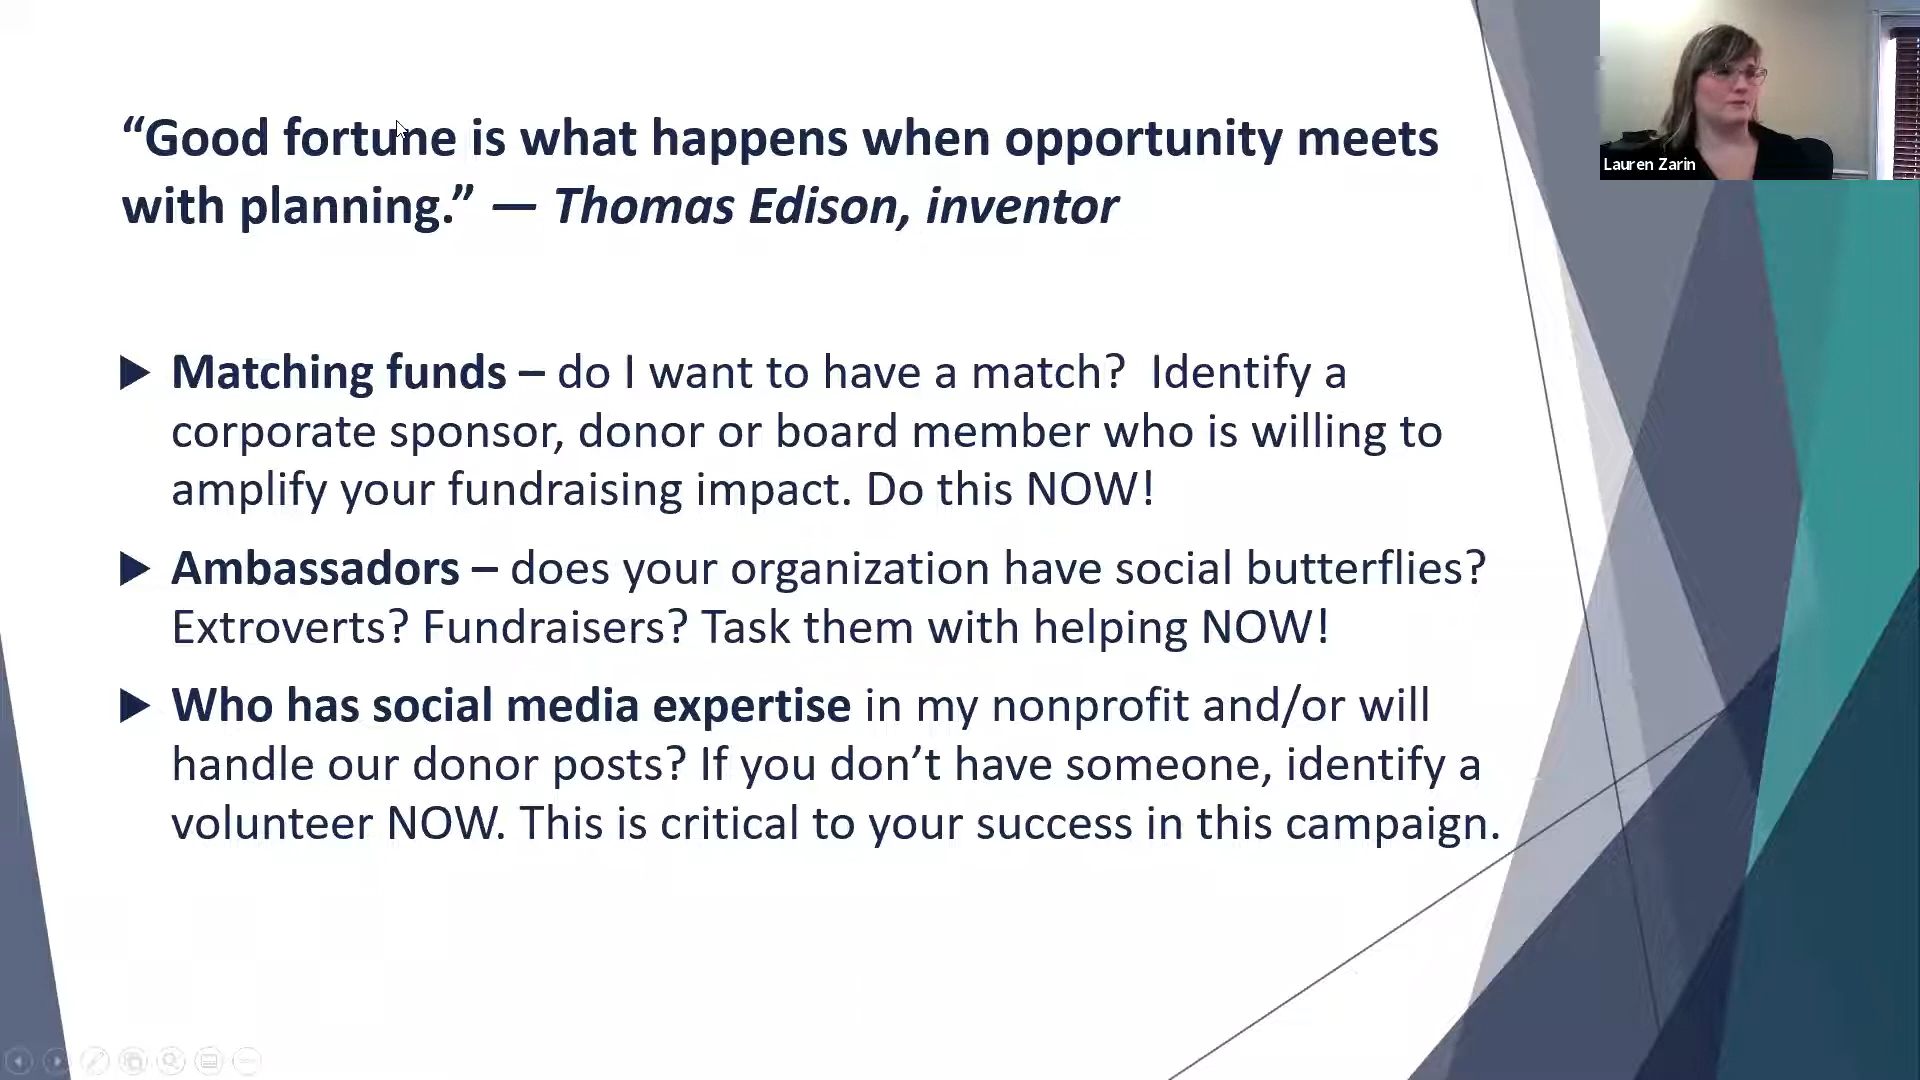 “Good fortune is what happens when opportunity meets
with planning.” — Thomas Edison, inventor
Lauren Zarin
Matching funds – do I want to have a match?  Identify a
corporate sponsor, donor or board member who is willing to
amplify your fundraising impact. Do this NOW!
Ambassadors – does your organization have social butterflies?
Extroverts? Fundraisers? Task them with helping NOW!
Who has social media expertise in my nonprofit and/or will
handle our donor posts? If you don’t have someone, identify a
volunteer NOW. This is critical to your success in this campaign.